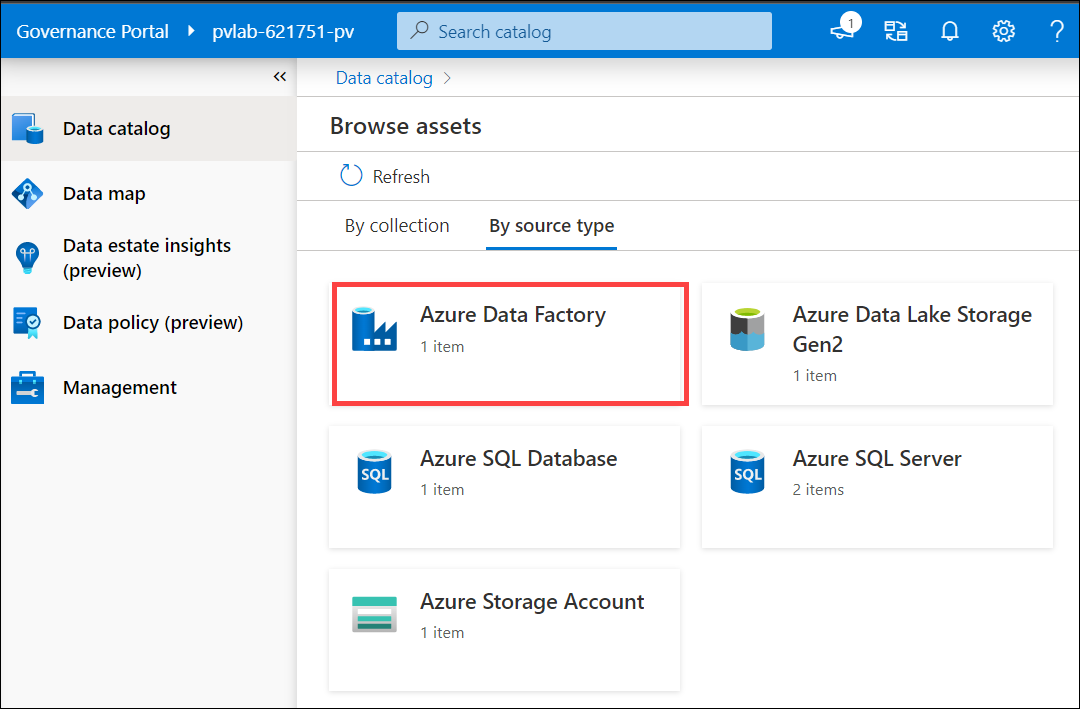 Governance Portal pvlab-621751-pv Search catalog 1 ?
«
Data catalog
Data map
Data estate insights
(preview)
Data policy (preview)
Management
Data catalog >
Browse assets
Refresh
By collection By source type
Azure Data Factory
1 item
Azure Data Lake Storage
Gen2
1 item
SQL
Azure SQL Database
1 item
SQL
Azure SQL Server
2 items
Azure Storage Account
1 item